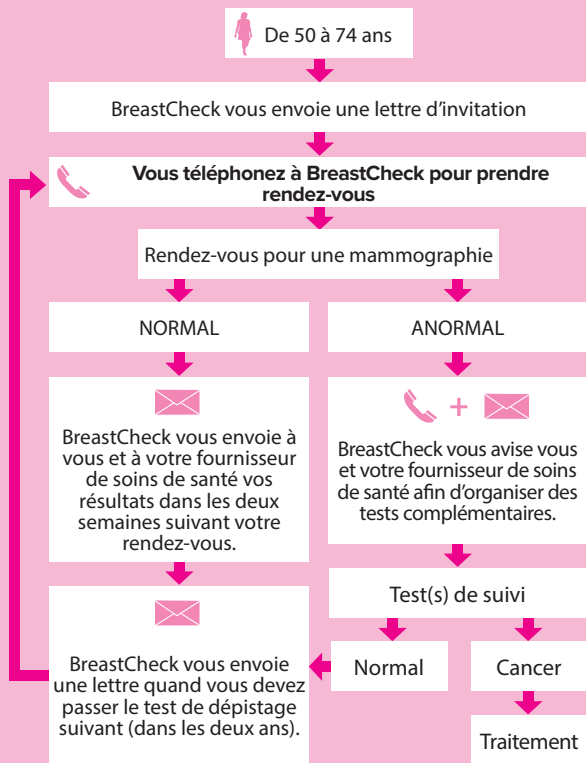 De 50 à 74 ans
BreastCheck vous envoie une lettre d’invitation
Vous téléphonez à BreastCheck pour prendre
rendez-vous
Rendez-vous pour une mammographie
NORMAL
ANORMAL
BreastCheck vous envoie à
vous et à votre fournisseur
de soins de santé vos
résultats dans les deux
semaines suivant votre
rendez-vous.
+
BreastCheck vous avise vous
et votre fournisseur de soins
de santé afin d’organiser des
tests complémentaires.
Test(s) de suivi
Normal
Cancer
BreastCheck vous envoie
une lettre quand vous devez
passer le test de dépistage
suivant (dans les deux ans).
Traitement